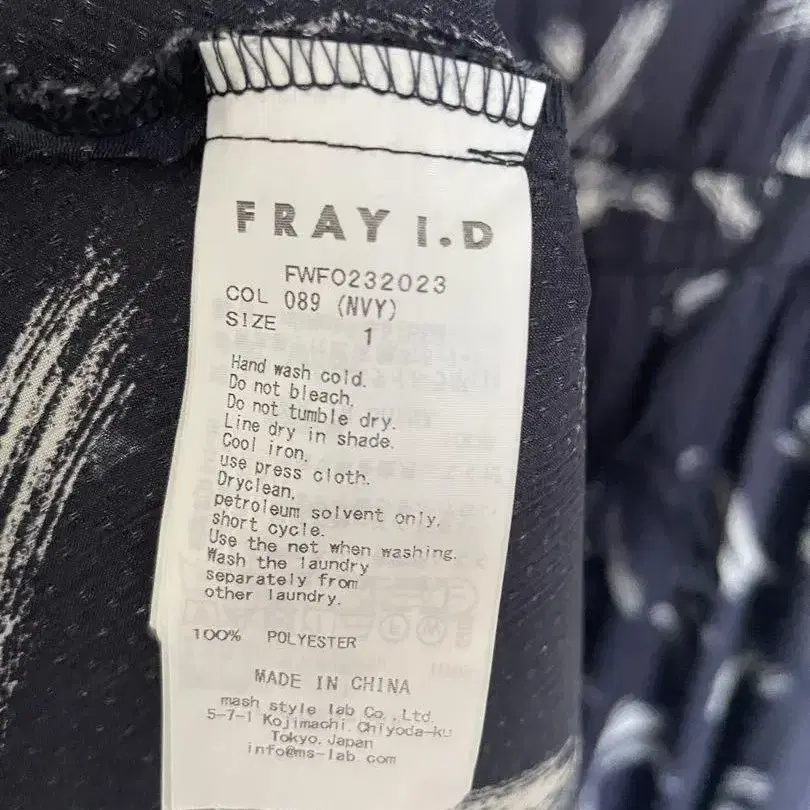 FRAY I.D
FWFO232023
COL 089 (NVY)
SIZE 1
Hand wash cold.
Do not bleach.
Do not tumble dry.
Line dry in shade.
Cool iron.
use press cloth.
Dryclean.
petroleum solvent only.
short cycle.
Use the net when washing.
Wash the laundry
separately from
other laundry.
100% POLYESTER
MADE IN CHINA
mash style lab Co.,Ltd.
5-7-1 Kojimachi.Chiyoda-ku
Tokyo.Japan
info@ms-lab.com